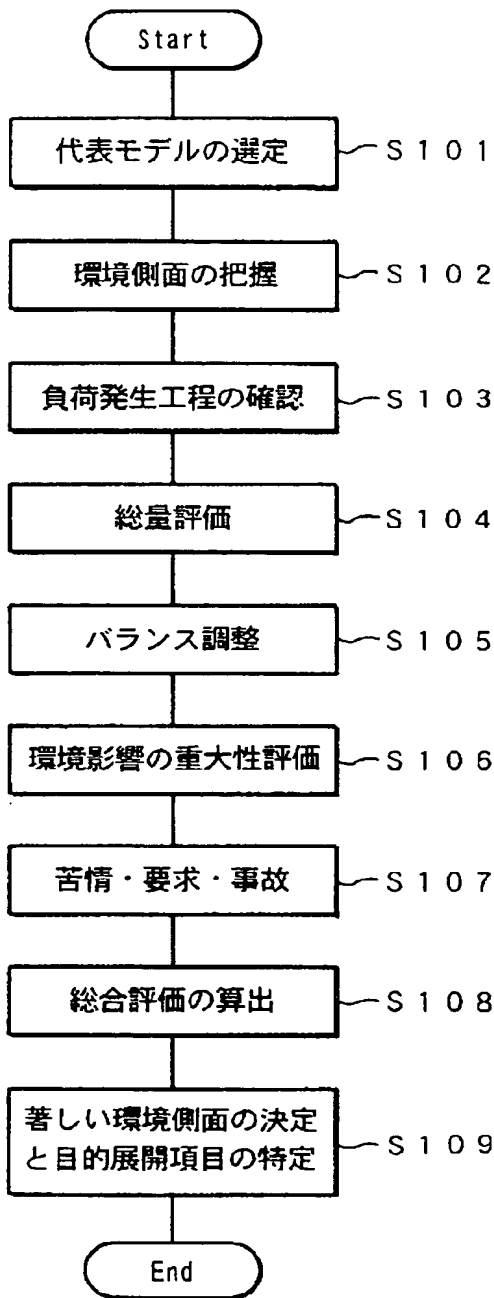 Start
代表モデルの選定 S101
環境側面の把握 S102
負荷発生工程の確認 S103
総量評価 S104
バランス調整 S105
環境影響の重大性評価 S106
苦情・要求・事故 S107
総合評価の算出 S108
著しい環境側面の決定
と目的展開項目の特定 S109
End